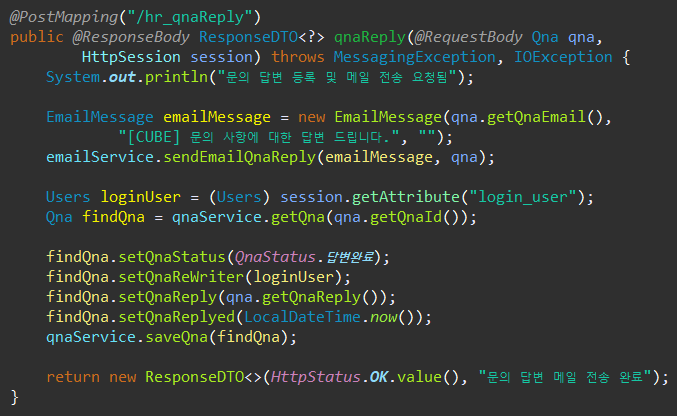 @PostMapping("/hr_qnaReply")
public @ResponseBody ResponseDTO<?> qnaReply(@RequestBody Qna qna,
        HttpSession session) throws MessagingException, IOException {
    System.out.println("문의 답변 등록 및 메일 전송 요청됨");

    EmailMessage emailMessage = new EmailMessage(qna.getQnaEmail(),
            "[CUBE] 문의 사항에 대한 답변 드립니다.", "");
    emailService.sendEmailQnaReply(emailMessage, qna);

    Users loginUser = (Users) session.getAttribute("login_user");
    Qna findQna = qnaService.getQna(qna.getQnaId());

    findQna.setQnaStatus(QnaStatus.답변완료);
    findQna.setQnaReWriter(loginUser);
    findQna.setQnaReply(qna.getQnaReply());
    findQna.setQnaReplyed(LocalDateTime.now());
    qnaService.saveQna(findQna);

    return new ResponseDTO<>(HttpStatus.OK.value(), "문의 답변 메일 전송 완료");
}